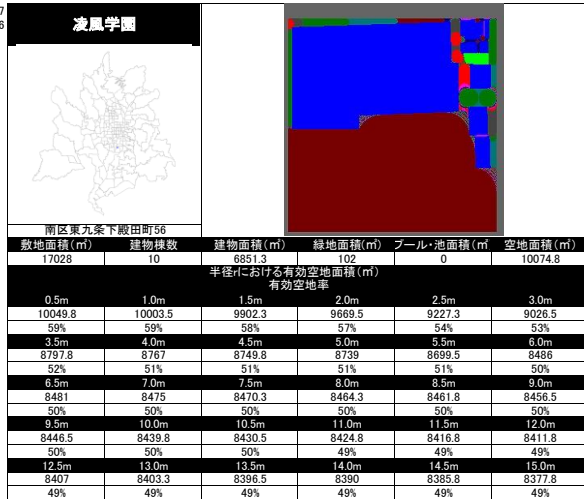 7
6
凌風学園
南区東九条下殿田町56
敷地面積(㎡) 建物棟数 建物面積(㎡) 緑地面積(㎡) プール・池面積(㎡ 空地面積(㎡)
17028 10 6851.3 102 0 10074.8
半径rにおける有効空地面積(㎡)
有効空地率
0.5m 1.0m 1.5m 2.0m 2.5m 3.0m
10049.8 10003.5 9902.3 9669.5 9227.3 9026.5
59% 59% 58% 57% 54% 53%
3.5m 4.0m 4.5m 5.0m 5.5m 6.0m
8797.8 8767 8749.8 8739 8699.5 8486
52% 51% 51% 51% 51% 50%
6.5m 7.0m 7.5m 8.0m 8.5m 9.0m
8481 8475 8470.3 8464.3 8461.8 8456.5
50% 50% 50% 50% 50% 50%
9.5m 10.0m 10.5m 11.0m 11.5m 12.0m
8446.5 8439.8 8430.5 8424.8 8416.8 8411.8
50% 50% 50% 49% 49% 49%
12.5m 13.0m 13.5m 14.0m 14.5m 15.0m
8407 8403.3 8396.5 8390 8385.8 8377.8
49% 49% 49% 49% 49% 49%